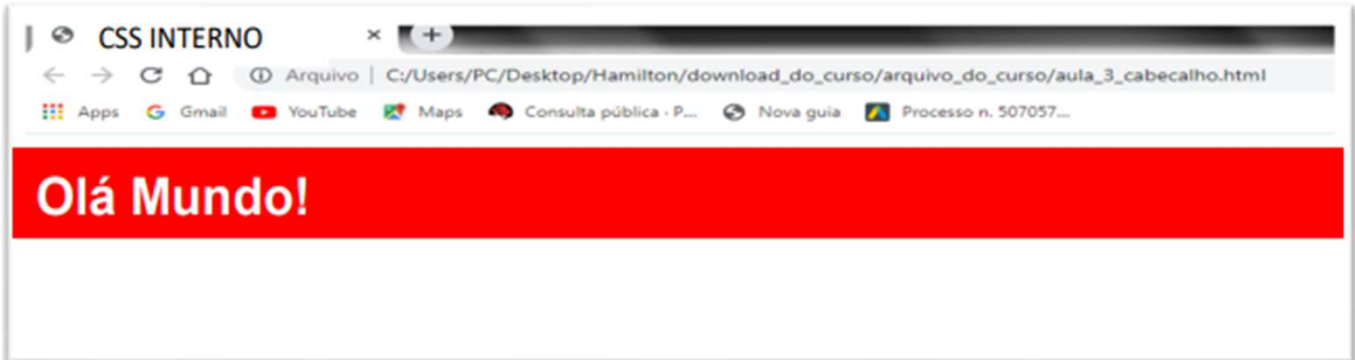 CSS INTERNO × +
Arquivo | C:/Users/PC/Desktop/Hamilton/download_do_curso/arquivo_do_curso/aula_3_cabecalho.html
Apps Gmail YouTube Maps Consulta pública - P... Nova guia Processo n. 507057...
Olá Mundo!